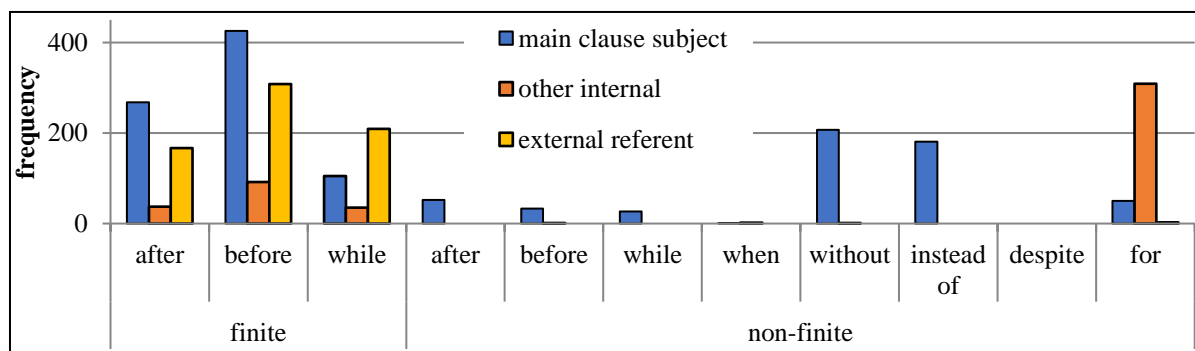 frequency
400
200
0
main clause subject
other internal
external referent
after before while after before while when without instead of despite for
finite non-finite